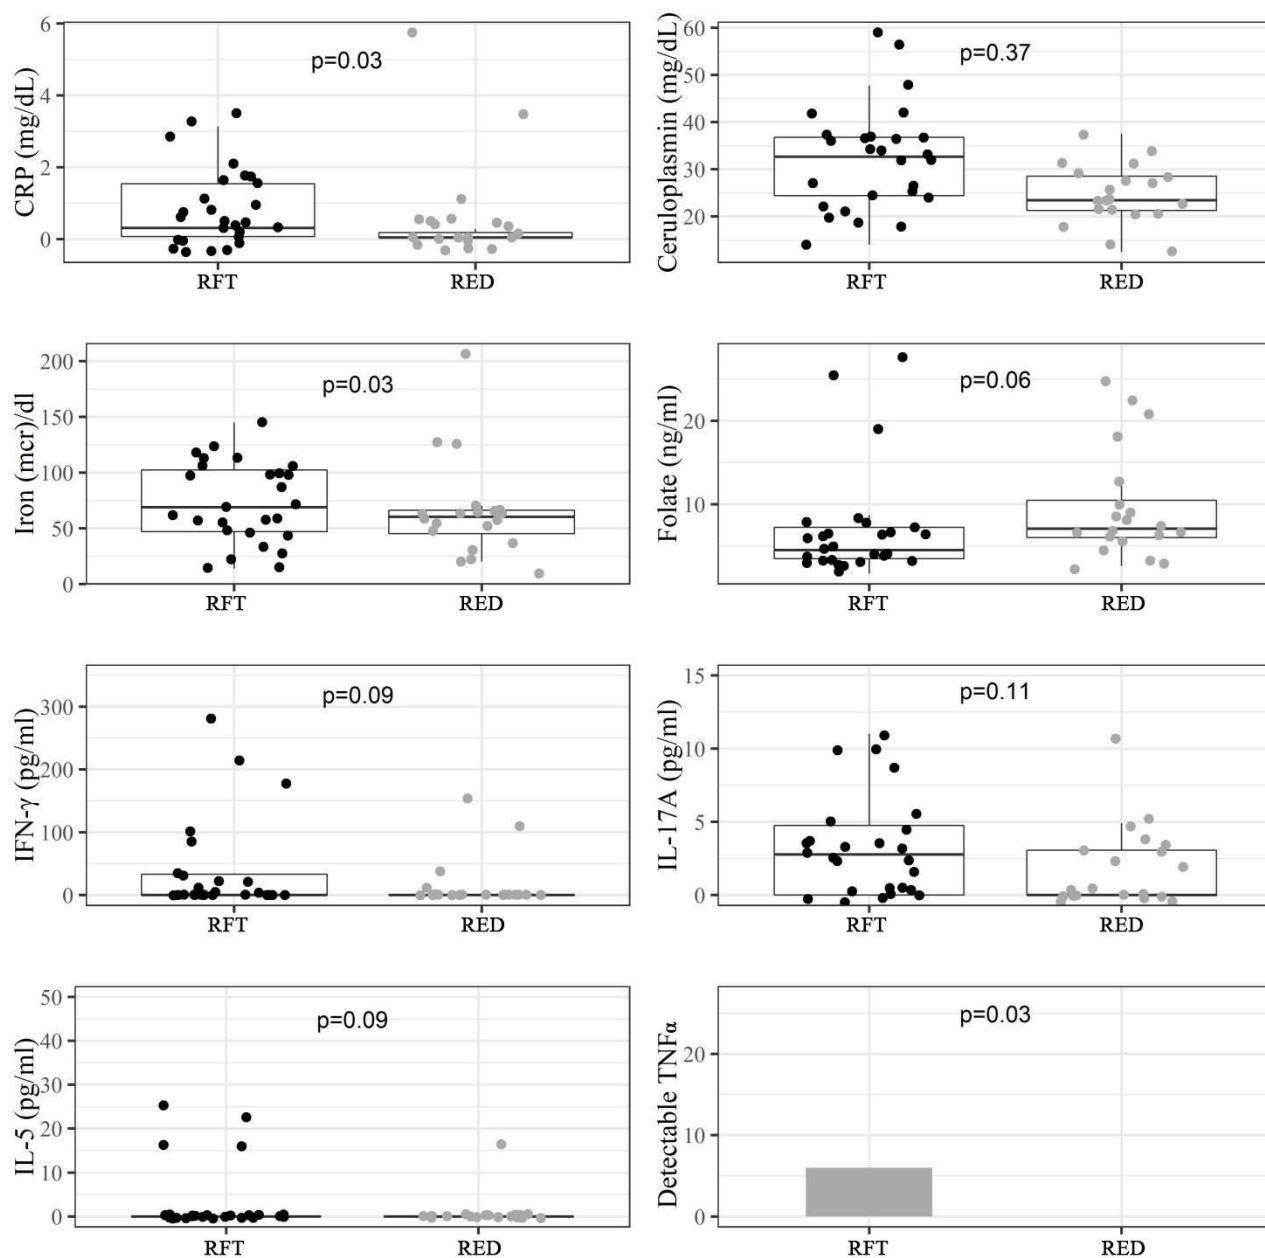 CRP (mg/dL)
6
4
2
0
p=0.03
RFT
RED
Ceruloplasmin (mg/dL)
60
50
40
30
20
p=0.37
RFT
RED
Iron (mcr)/dl
200
150
100
50
0
p=0.03
RFT
RED
Folate (ng/ml)
20
10
p=0.06
RFT
RED
IFN-γ (pg/ml)
300
200
100
0
p=0.09
RFT
RED
IL-17A (pg/ml)
15
10
5
0
p=0.11
RFT
RED
IL-5 (pg/ml)
50
40
30
20
10
0
p=0.09
RFT
RED
Detectable TNFα
20
10
0
p=0.03
RFT
RED